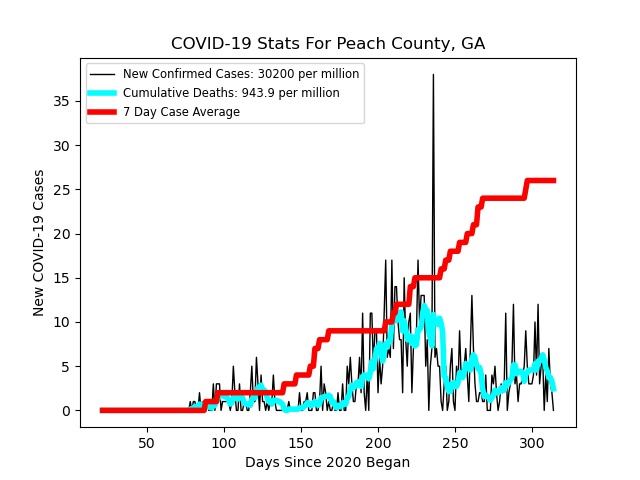 COVID-19 Stats For Peach County, GA
New Confirmed Cases: 30200 per million
Cumulative Deaths: 943.9 per million
7 Day Case Average
35
30
25
20
15
10
5
0
New COVID-19 Cases
50 100 150 200 250 300
Days Since 2020 Began